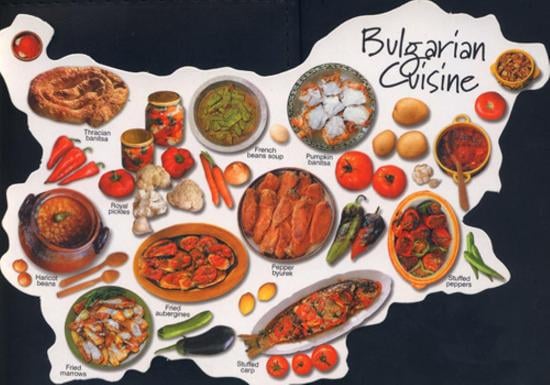 Bulgarian
Cuisine
Thracian
banitsa
French
beans soup
Pumpkin
banitsa
Royal
pickles
Haricot
beans
Pepper
byurek
Stuffed
peppers
Fried
aubergines
Fried
marrows
Stuffed
carp